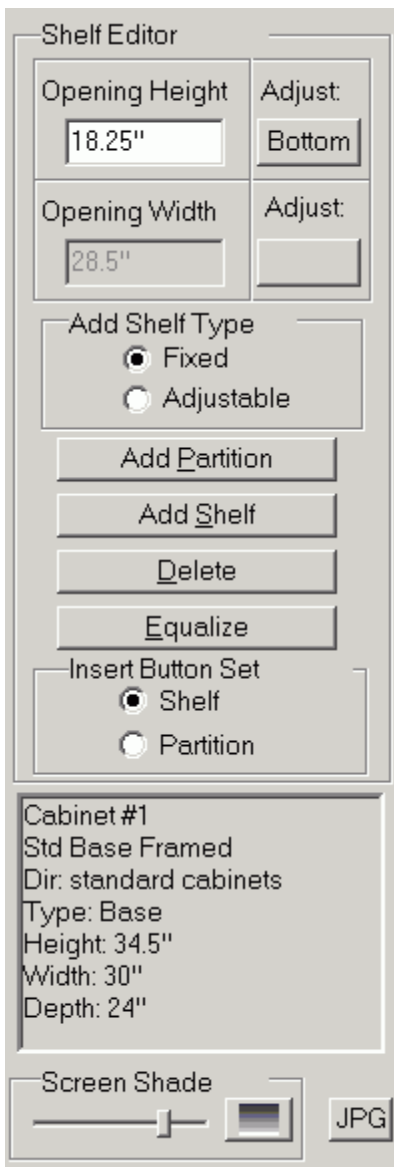 Shelf Editor
Opening Height Adjust:
18.25" Bottom
Opening Width Adjust:
28.5"
Add Shelf Type
Fixed
Adjustable
Add Partition
Add Shelf
Delete
Equalize
Insert Button Set
Shelf
Partition
Cabinet #1
Std Base Framed
Dir: standard cabinets
Type: Base
Height: 34.5"
Width: 30"
Depth: 24"
Screen Shade
JPG